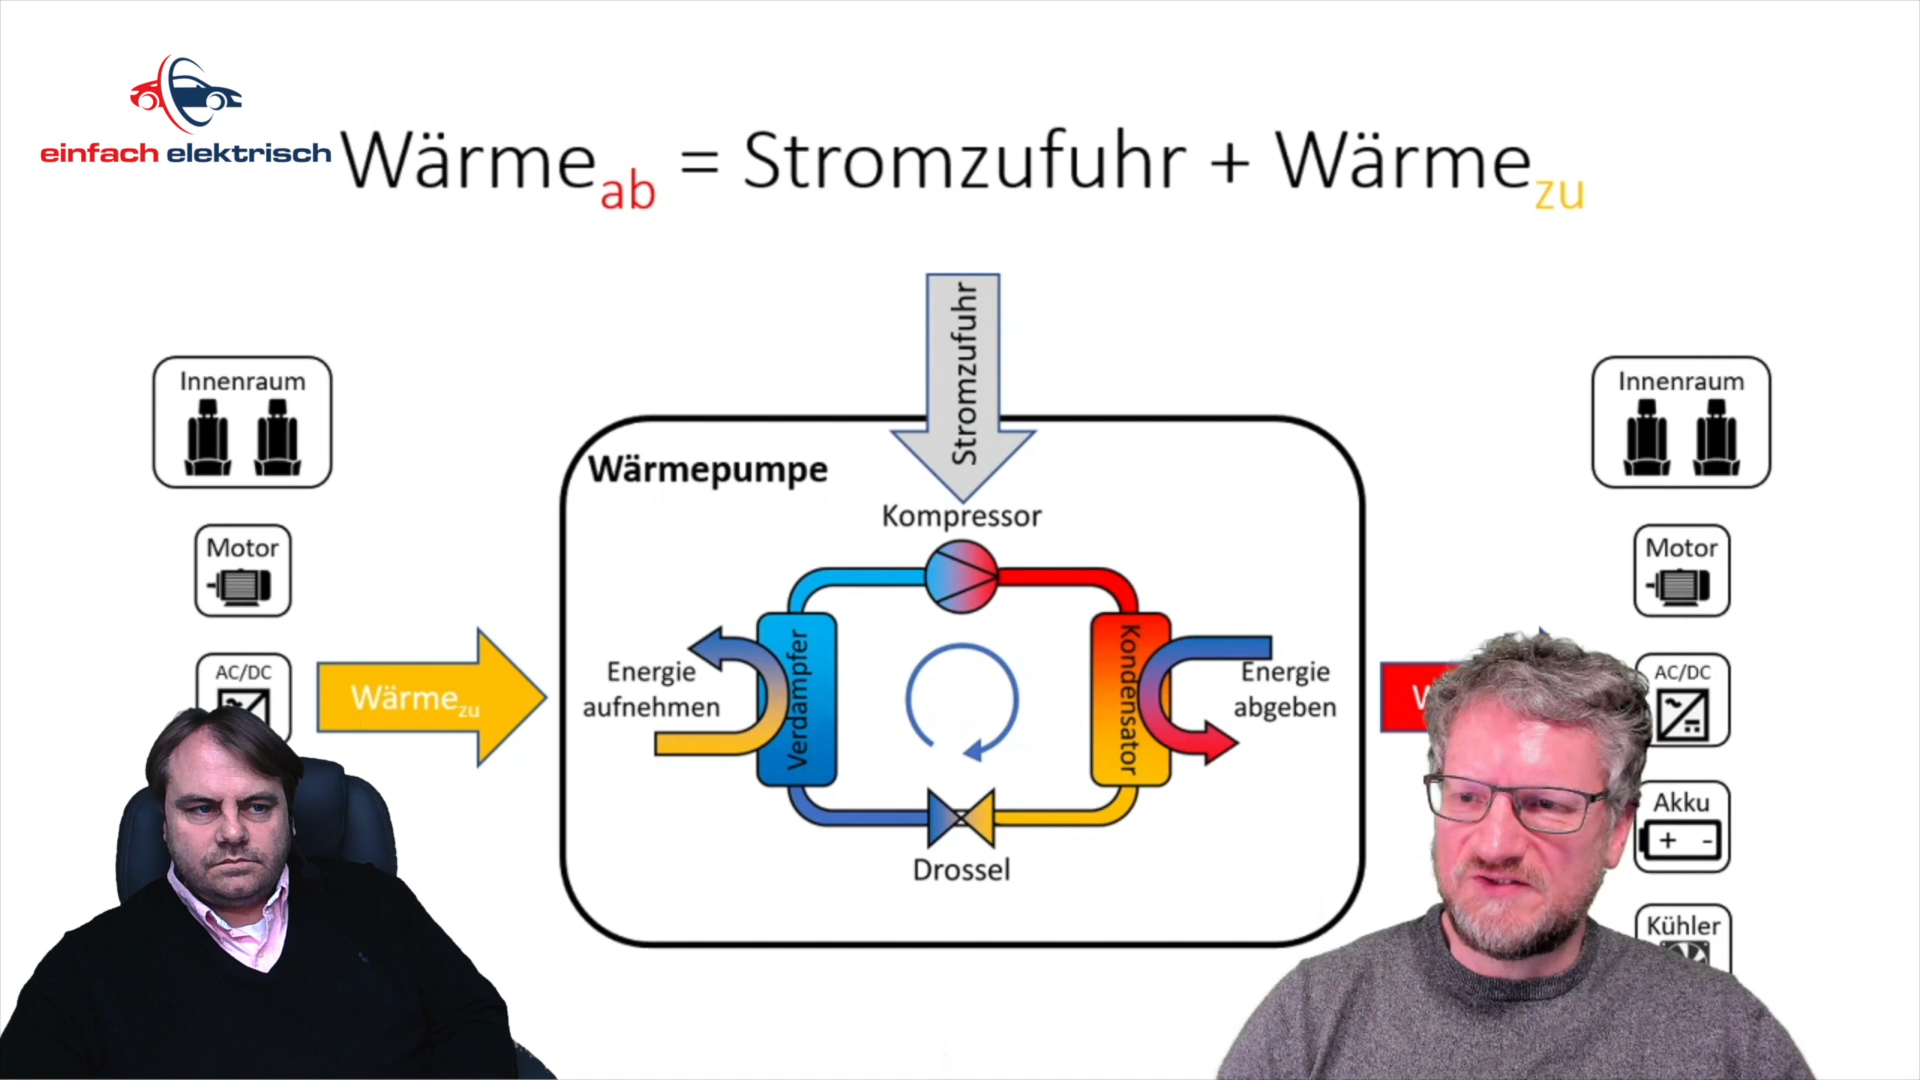 einfach elektrisch
Wärmeab = Stromzufuhr + Wärmezu
Stromzufuhr
Innenraum
Innenraum
Wärmepumpe
Kompressor
Motor
Motor
AC/DC
AC/DC
Wärmezu
Energie
aufnehmen
Verdampfer
Kondensator
Energie
abgeben
Akku
+ -
Drossel
Kühler